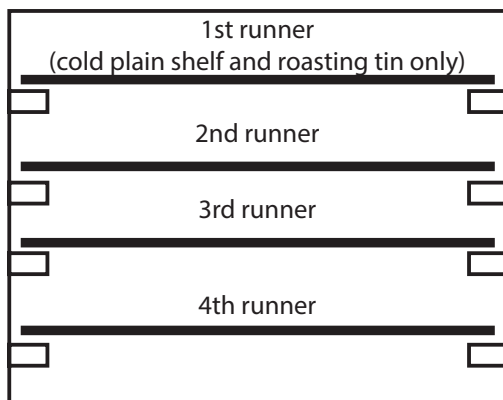 1st runner
(cold plain shelf and roasting tin only)
2nd runner
3rd runner
4th runner